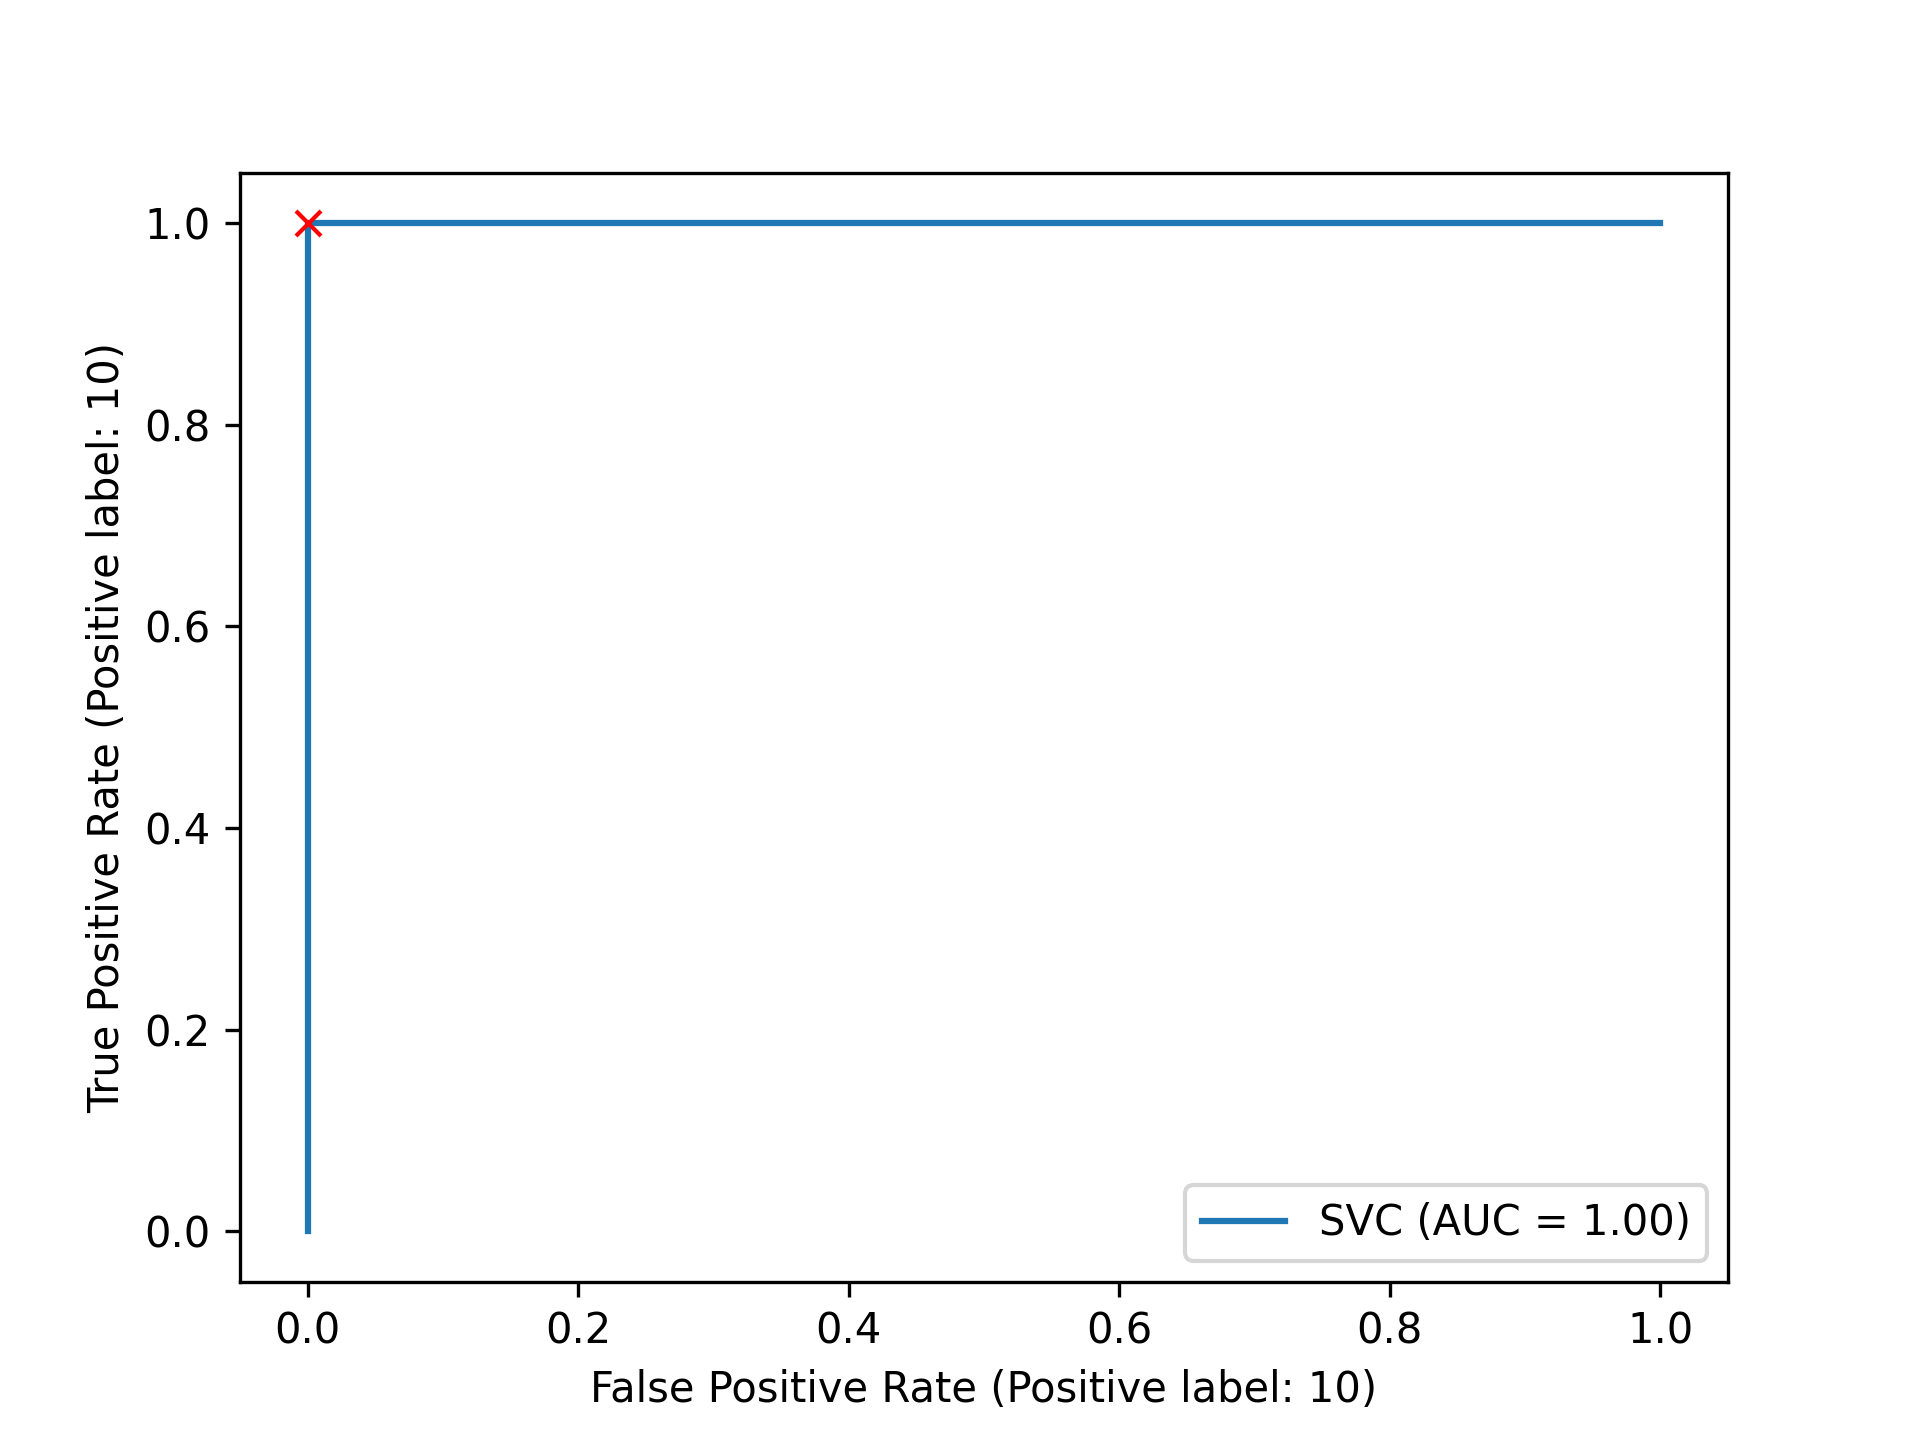 1.0
0.8
0.6
0.4
0.2
0.0
True Positive Rate (Positive label: 10)
SVC (AUC = 1.00)
0.0 0.2 0.4 0.6 0.8 1.0
False Positive Rate (Positive label: 10)